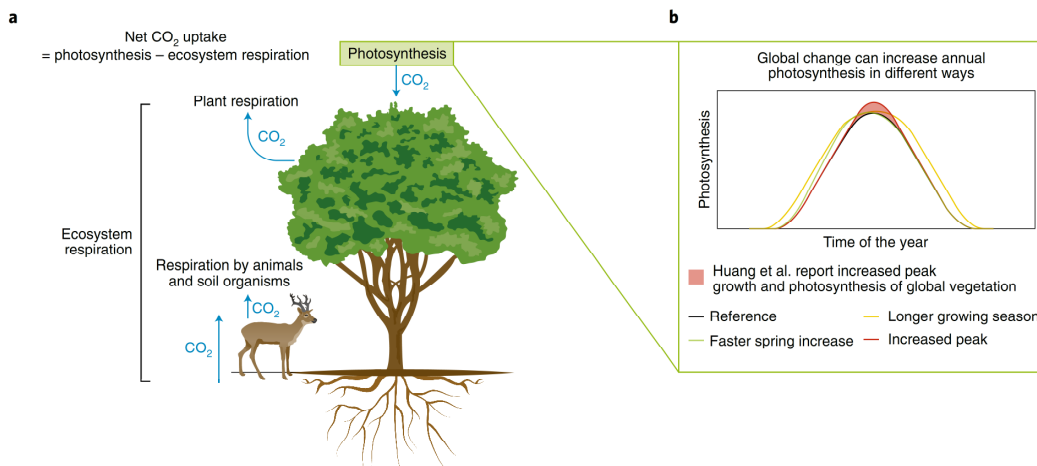 a
Net CO₂ uptake
= photosynthesis – ecosystem respiration
Photosynthesis
CO₂
Plant respiration
CO₂
Ecosystem
respiration
Respiration by animals
and soil organisms
CO₂
CO₂
b
Global change can increase annual
photosynthesis in different ways
Photosynthesis
Time of the year
Huang et al. report increased peak
growth and photosynthesis of global vegetation
Reference
Longer growing season
Faster spring increase
Increased peak